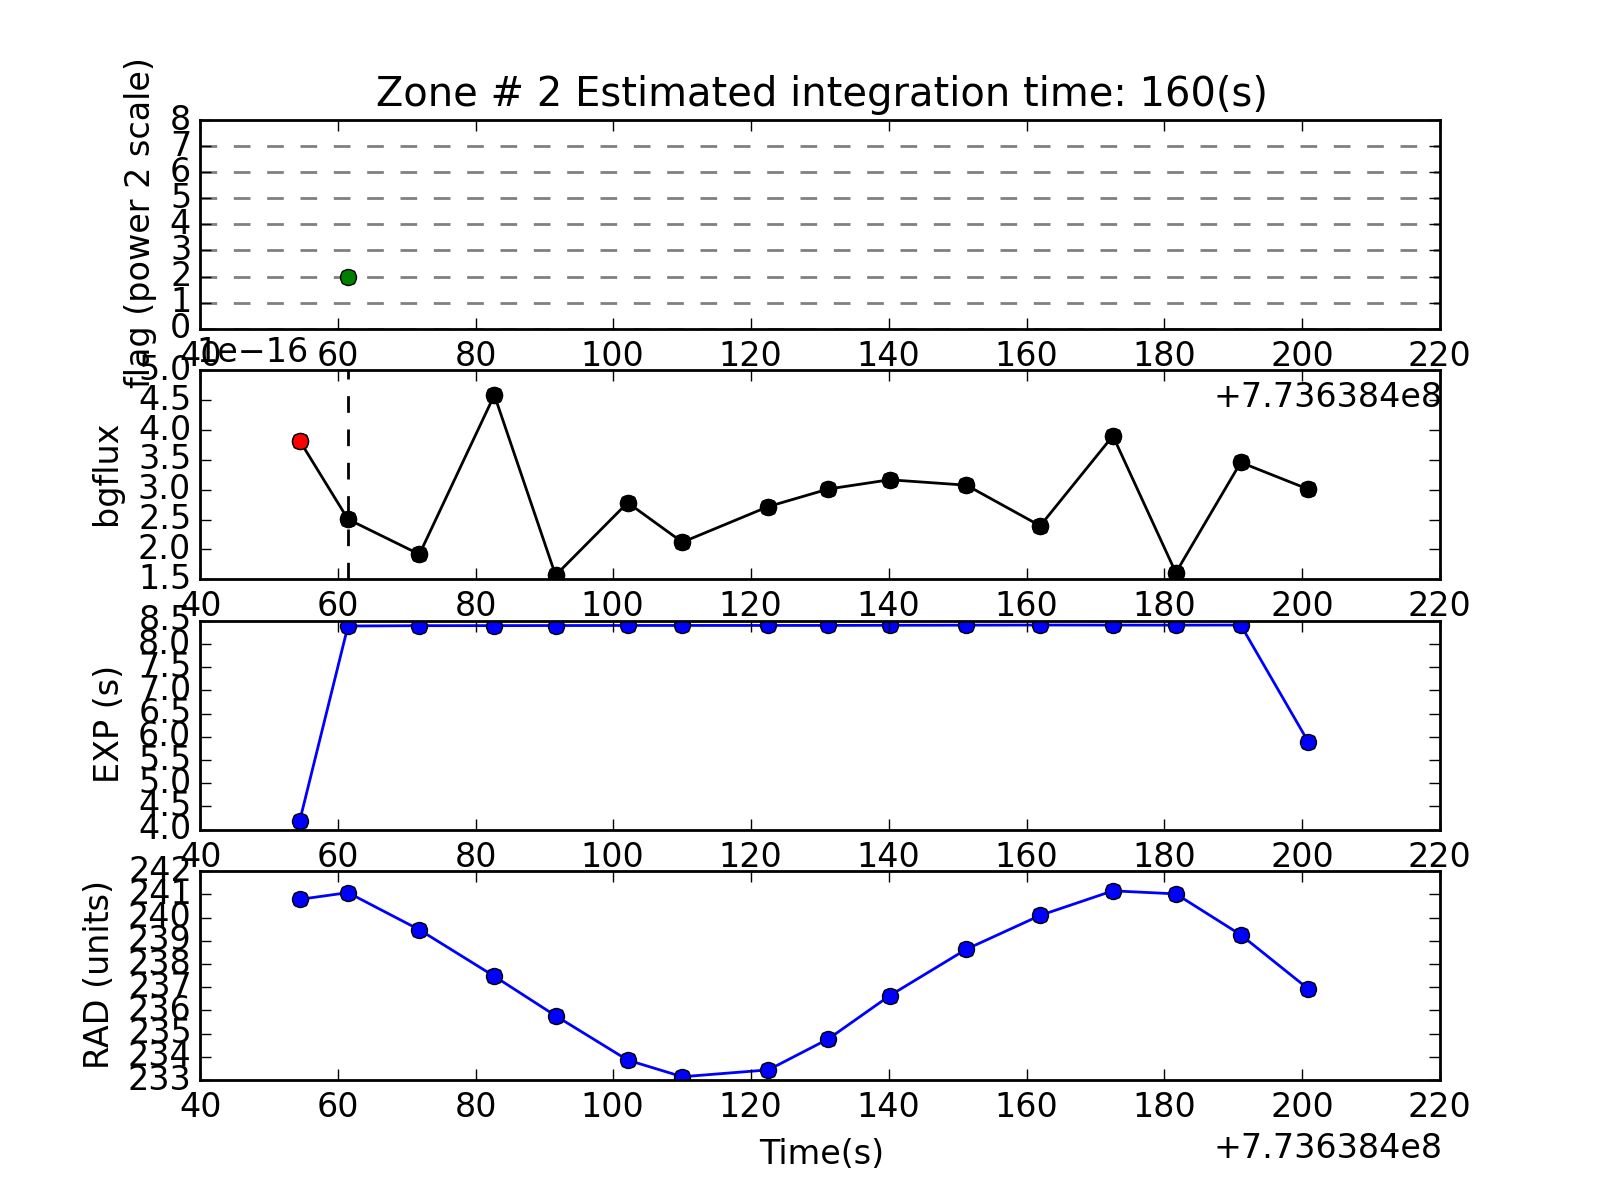 Zone # 2 Estimated integration time: 160(s)
flag (power 2 scale)
8
7
6
5
4
3
2
1
0
40 60 80 100 120 140 160 180 200 220
1e−16
+7.736384e8
bgflux
5.0
4.5
4.0
3.5
3.0
2.5
2.0
1.5
40 60 80 100 120 140 160 180 200 220
EXP (s)
8.5
8.0
7.5
7.0
6.5
6.0
5.5
5.0
4.5
4.0
40 60 80 100 120 140 160 180 200 220
RAD (units)
242
241
240
239
238
237
236
235
234
233
40 60 80 100 120 140 160 180 200 220
Time(s)
+7.736384e8